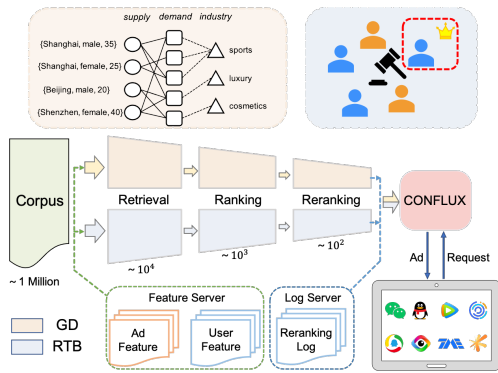 supply demand industry
{Shanghai, male, 35}
{Shanghai, female, 25}
{Beijing, male, 20}
{Shenzhen, female, 40}
sports
luxury
cosmetics
Corpus
~ 1 Million
Retrieval
Ranking
Reranking
~ 10⁴
~ 10³
~ 10²
CONFLUX
Ad
Request
GD
RTB
Feature Server
Ad
Feature
User
Feature
Log Server
Reranking
Log